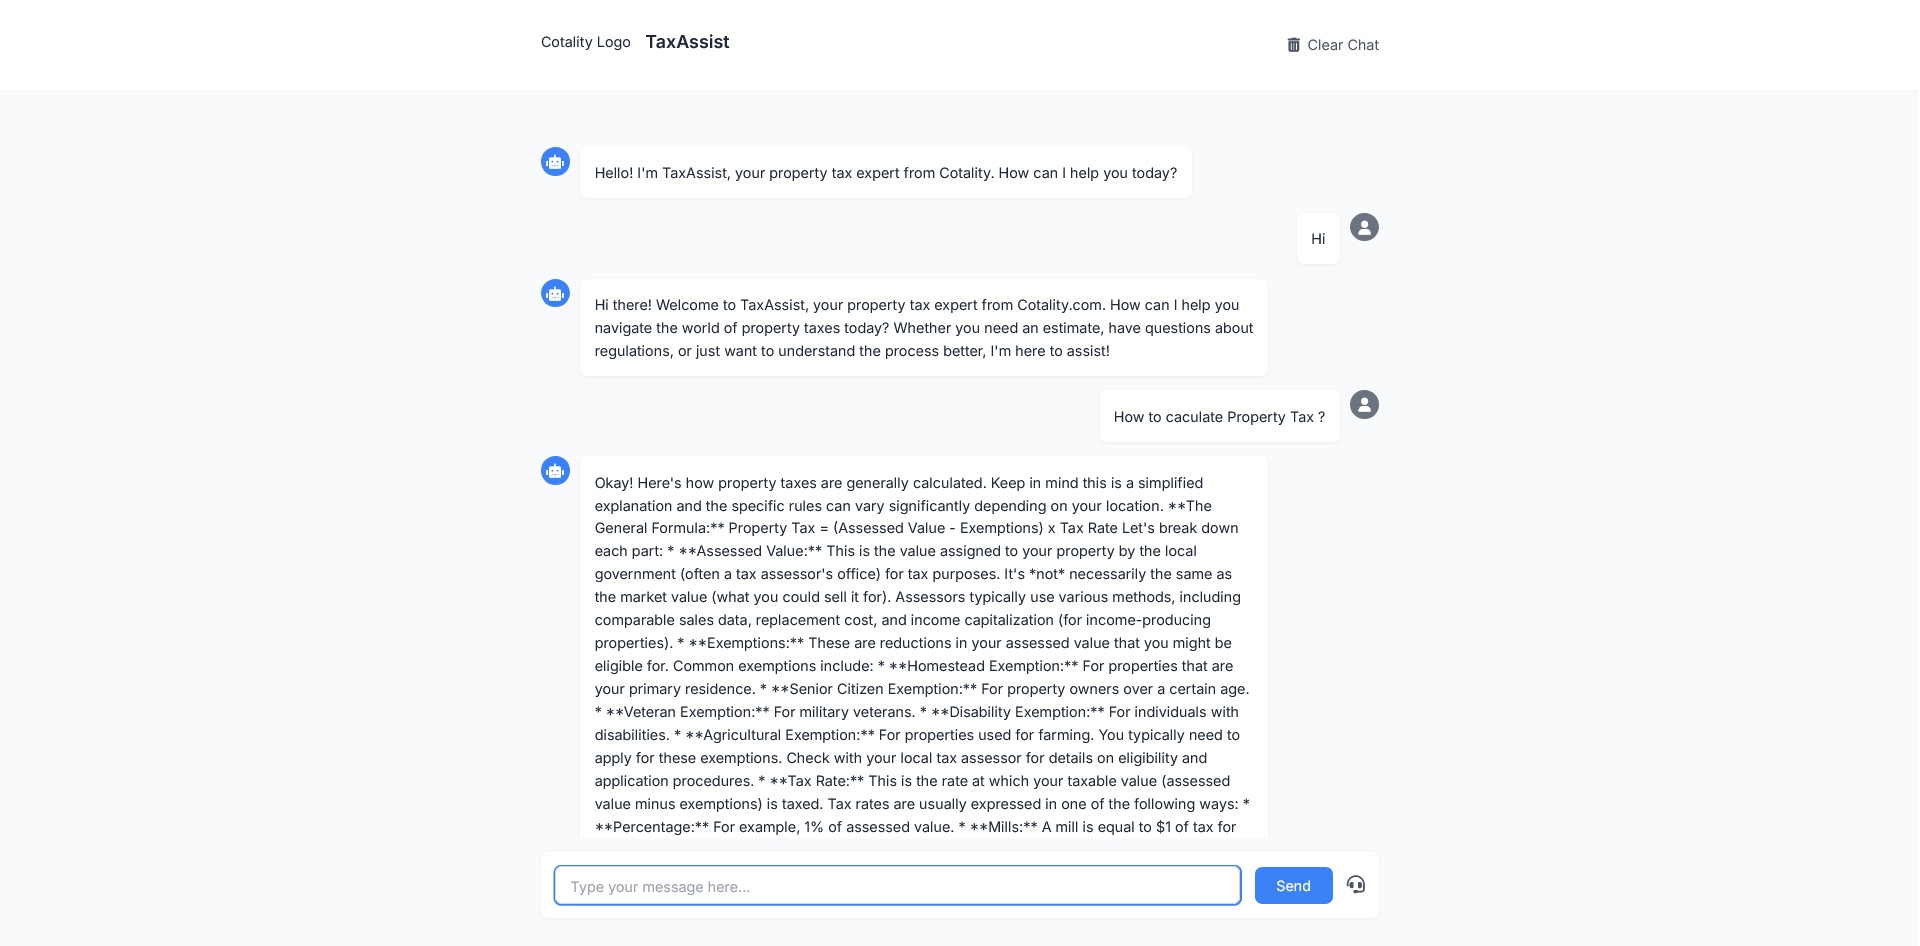 Cotality Logo TaxAssist
Clear Chat
Hello! I'm TaxAssist, your property tax expert from Cotality. How can I help you today?
Hi
Hi there! Welcome to TaxAssist, your property tax expert from Cotality.com. How can I help you
navigate the world of property taxes today? Whether you need an estimate, have questions about
regulations, or just want to understand the process better, I'm here to assist!
How to caculate Property Tax ?
Okay! Here's how property taxes are generally calculated. Keep in mind this is a simplified
explanation and the specific rules can vary significantly depending on your location. **The
General Formula:** Property Tax = (Assessed Value - Exemptions) x Tax Rate Let's break down
each part: * **Assessed Value:** This is the value assigned to your property by the local
government (often a tax assessor's office) for tax purposes. It's *not* necessarily the same as
the market value (what you could sell it for). Assessors typically use various methods, including
comparable sales data, replacement cost, and income capitalization (for income-producing
properties). * **Exemptions:** These are reductions in your assessed value that you might be
eligible for. Common exemptions include: * **Homestead Exemption:** For properties that are
your primary residence. * **Senior Citizen Exemption:** For property owners over a certain age.
* **Veteran Exemption:** For military veterans. * **Disability Exemption:** For individuals with
disabilities. * **Agricultural Exemption:** For properties used for farming. You typically need to
apply for these exemptions. Check with your local tax assessor for details on eligibility and
application procedures. * **Tax Rate:** This is the rate at which your taxable value (assessed
value minus exemptions) is taxed. Tax rates are usually expressed in one of the following ways: *
**Percentage:** For example, 1% of assessed value. * **Mills:** A mill is equal to $1 of tax for
Type your message here...
Send